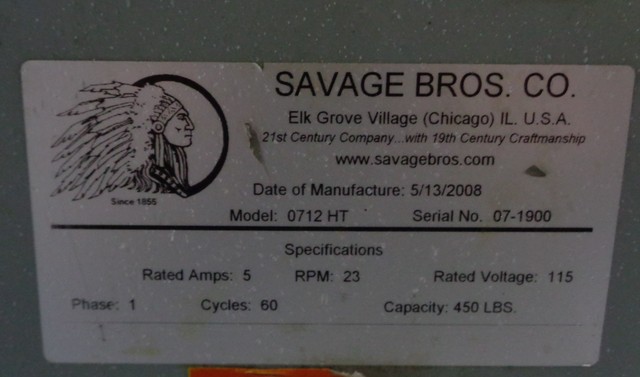 SAVAGE BROS. CO.
Elk Grove Village (Chicago) IL. U.S.A.
21st Century Company...with 19th Century Craftmanship
www.savagebros.com
Since 1855
Date of Manufacture: 5/13/2008
Model: 0712 HT Serial No. 07-1900
Specifications
Rated Amps: 5 RPM: 23 Rated Voltage: 115
Phase: 1 Cycles: 60 Capacity: 450 LBS.